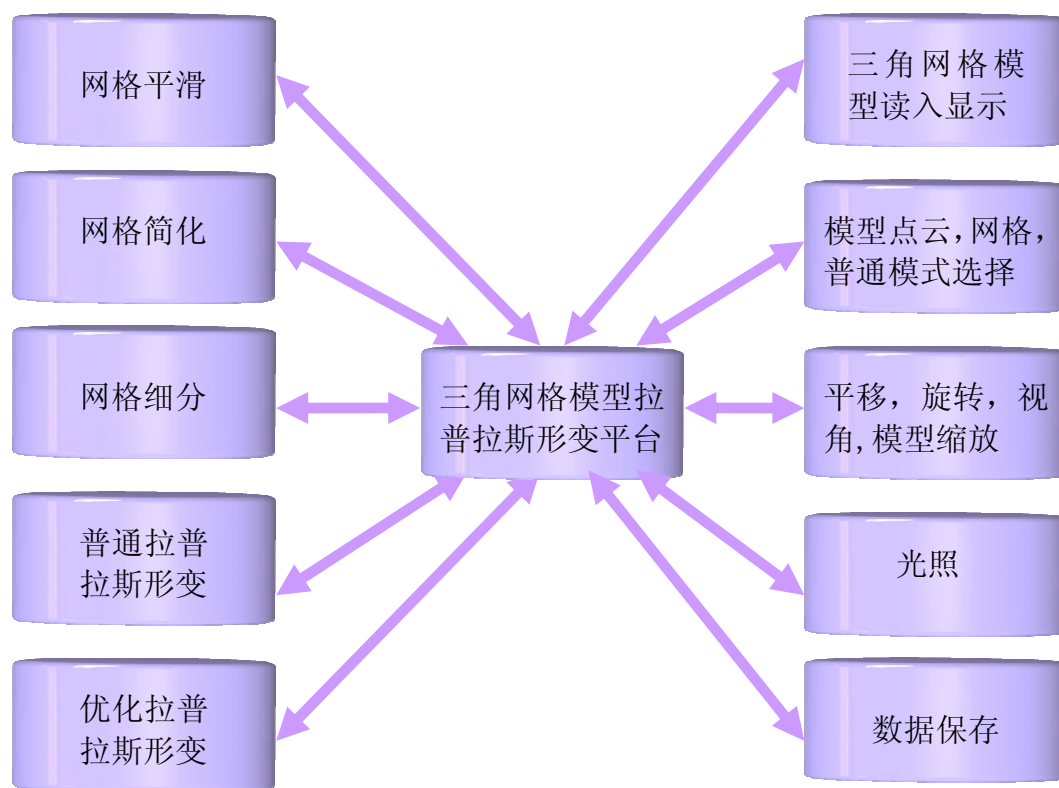 网格平滑
网格简化
网格细分
普通拉普
拉斯形变
优化拉普
拉斯形变
三角网格模型拉
普拉斯形变平台
三角网格模
型读入显示
模型点云,网格,
普通模式选择
平移，旋转，视
角,模型缩放
光照
数据保存